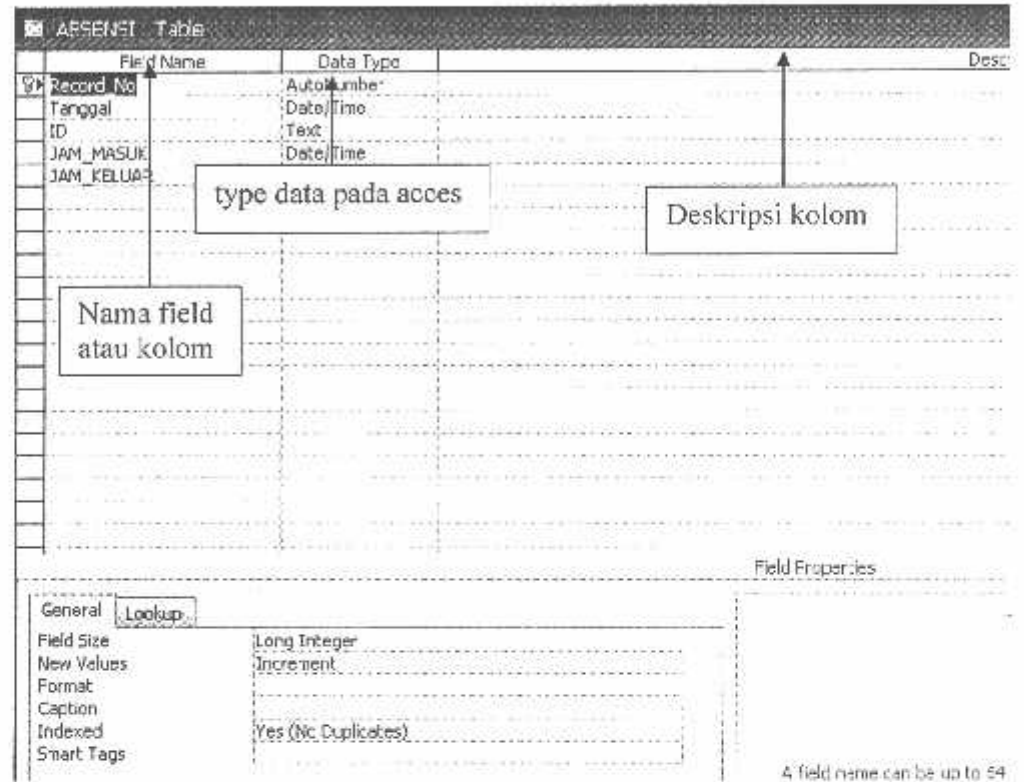 ABSENSI : Table
Field Name Data Type Desc
Record_No AutoNumber
Tanggal Date/Time
ID Text
JAM_MASUK Date/Time
JAM_KELUAR
type data pada acces
Deskripsi kolom
Nama field
atau kolom
Field Properties
General Lookup
Field Size Long Integer
New Values Increment
Format
Caption
Indexed Yes (No Duplicates)
Smart Tags
A field name can be up to 64